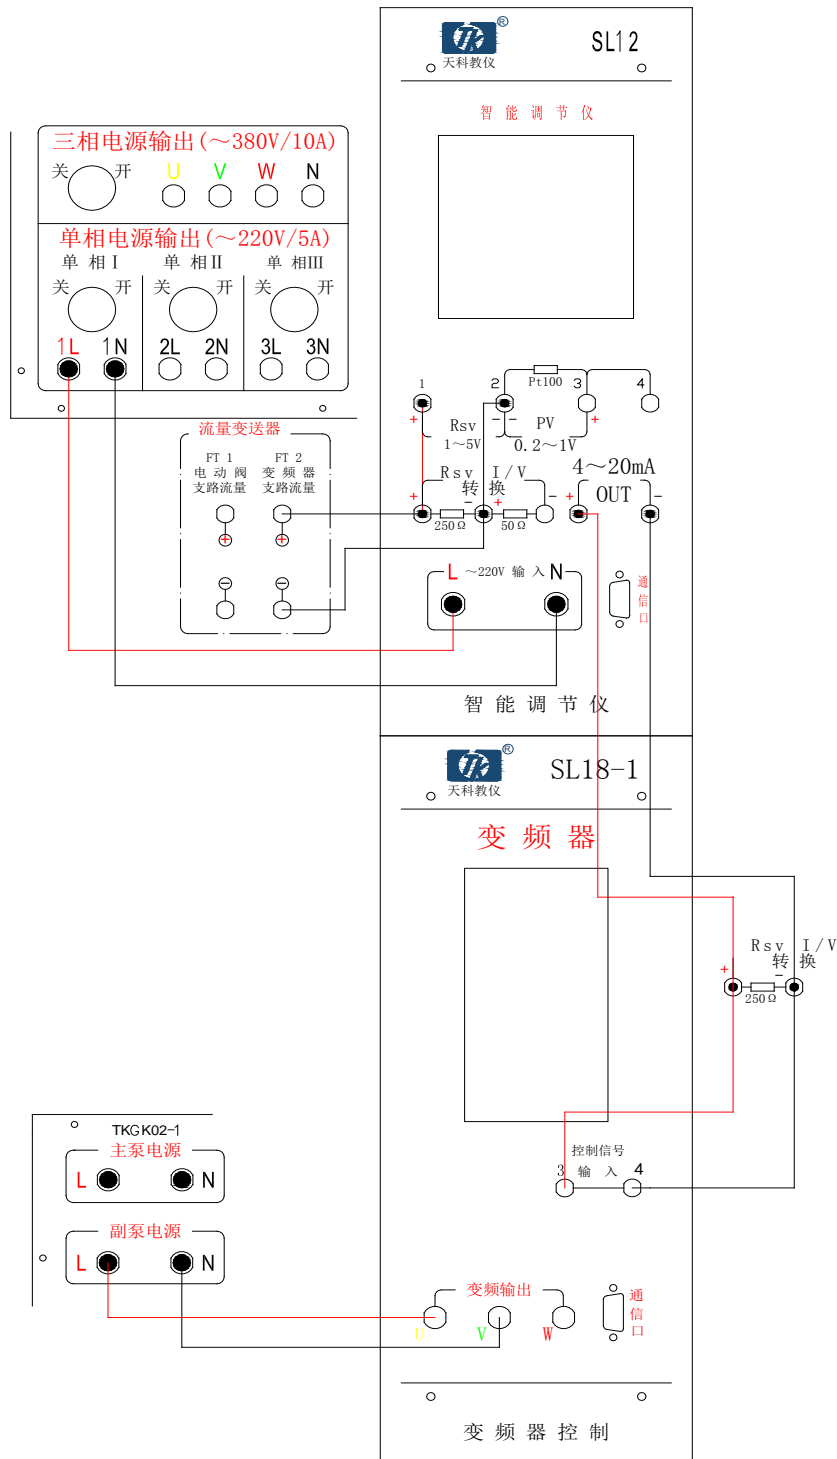 TK®
天科教仪
SL12
智能调节仪
三相电源输出(～380V/10A)
关 开 U V W N
单相电源输出(～220V/5A)
单相Ⅰ 单相Ⅱ 单相Ⅲ
关 开 关 开 关 开
1L 1N 2L 2N 3L 3N
1 2 Pt100 3 4
+ Rsv - - PV +
1～5V 0.2～1V
流量变送器
FT 1 FT 2
电动阀 变频器
支路流量 支路流量
Rsv I/V
转换
+ - + -
250Ω 50Ω
4～20mA
+ OUT -
+ +
- -
L ～220V 输入 N
通信口
智能调节仪
TK®
天科教仪
SL18-1
变频器
Rsv I/V
转换
+ -
250Ω
控制信号
3 输入 4
TKGK02-1
主泵电源
L N
副泵电源
L N
变频输出
U V W
通信口
变频器控制